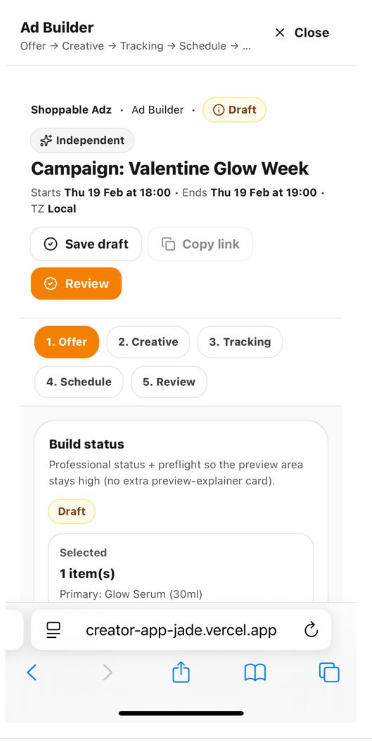 Ad Builder
Close
Offer → Creative → Tracking → Schedule → ...
Shoppable Adz · Ad Builder · Draft
Independent
Campaign: Valentine Glow Week
Starts Thu 19 Feb at 18:00 · Ends Thu 19 Feb at 19:00 ·
TZ Local
Save draft
Copy link
Review
1. Offer
2. Creative
3. Tracking
4. Schedule
5. Review
Build status
Professional status + preflight so the preview area
stays high (no extra preview-explainer card).
Draft
Selected
1 item(s)
Primary: Glow Serum (30ml)
creator-app-jade.vercel.app